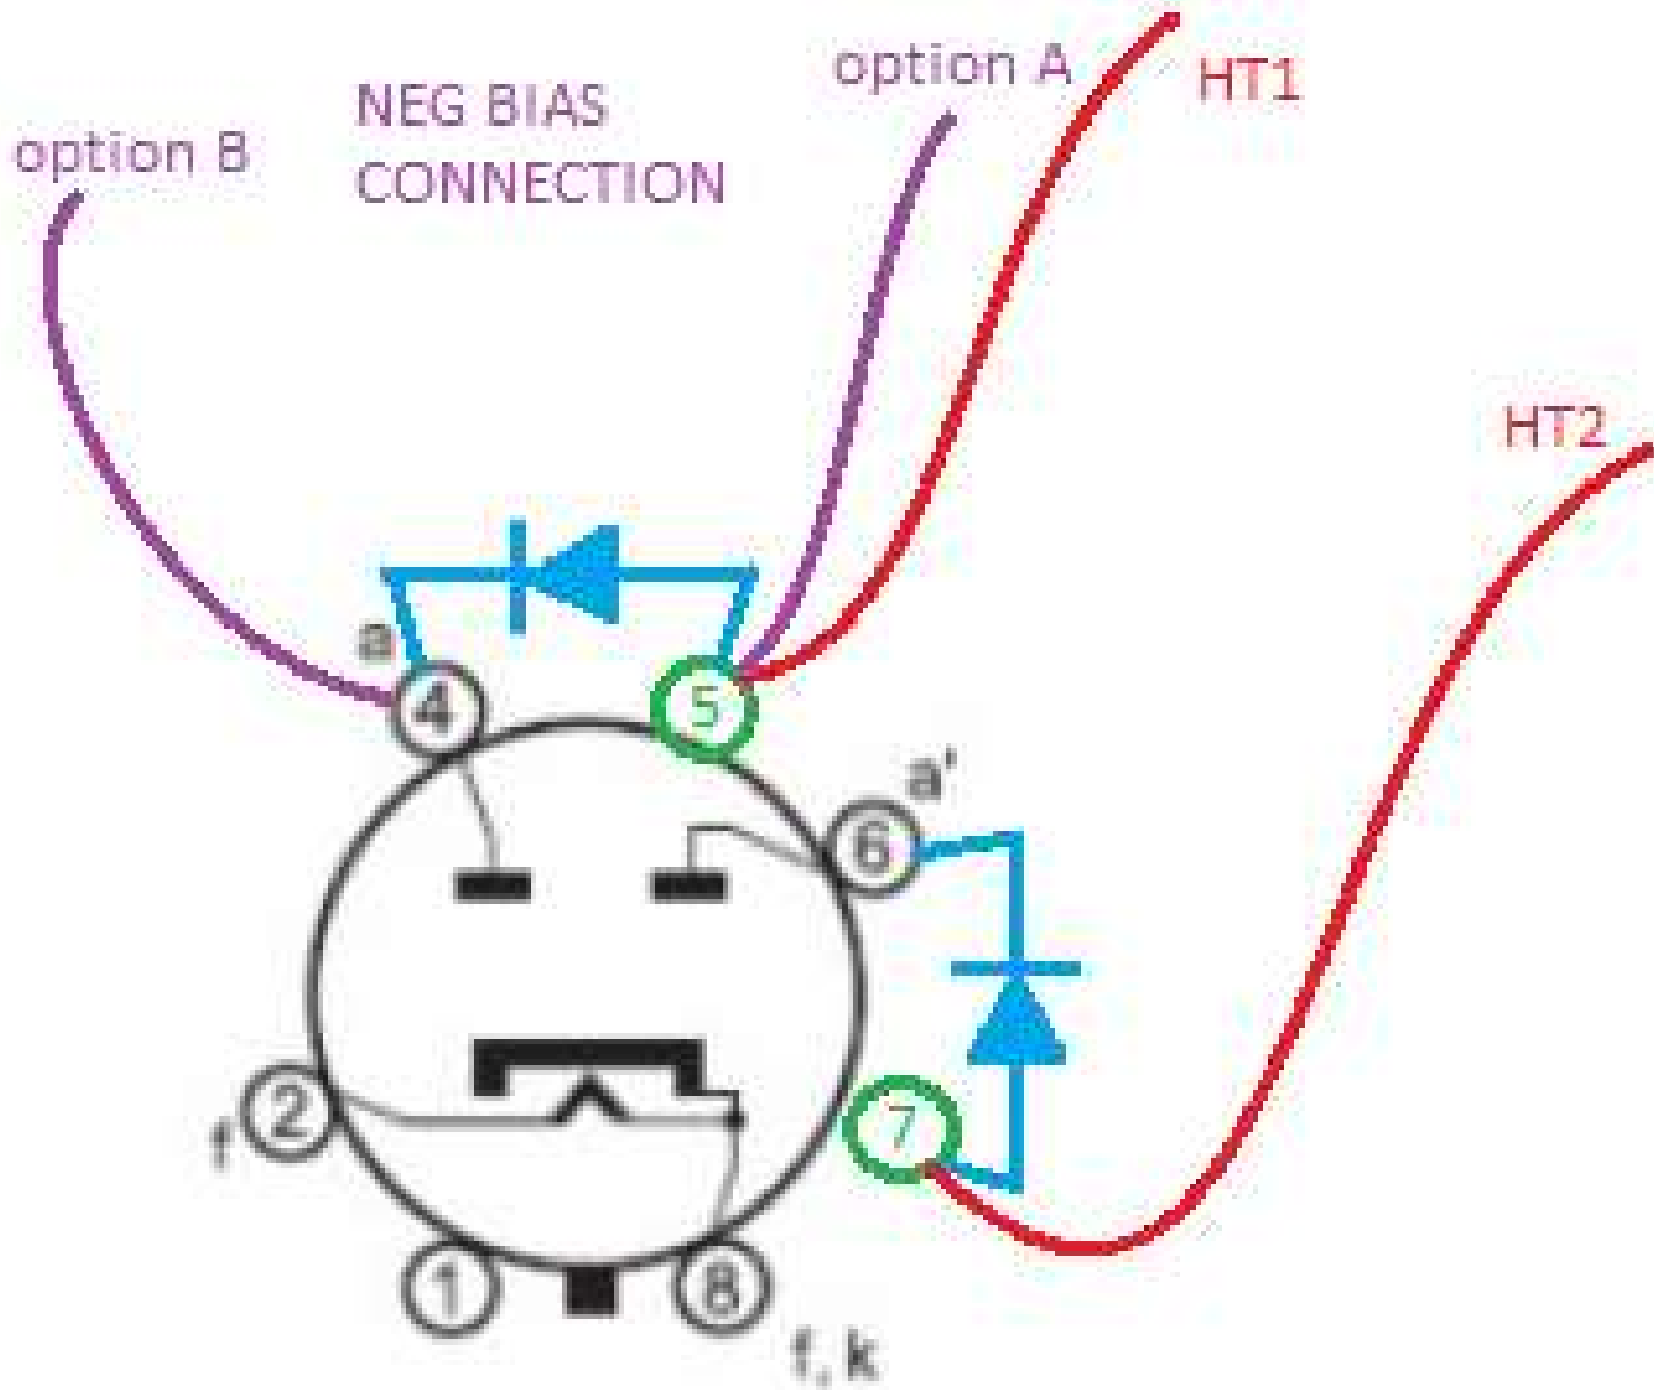 option A
HT1
NEG BIAS
CONNECTION
option B
HT2
a
4
5
a'
6
2
f
7
1
8
f, k